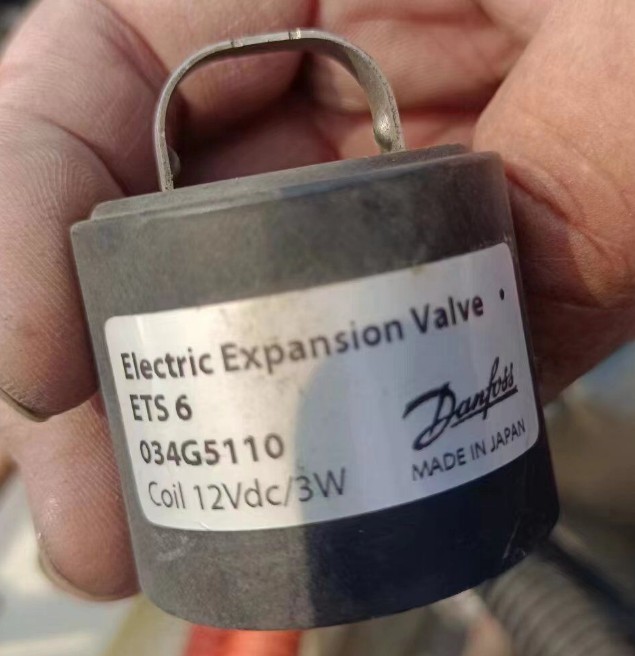 Electric Expansion Valve
ETS 6
034G5110
Coil 12Vdc/3W
Danfoss
MADE IN JAPAN